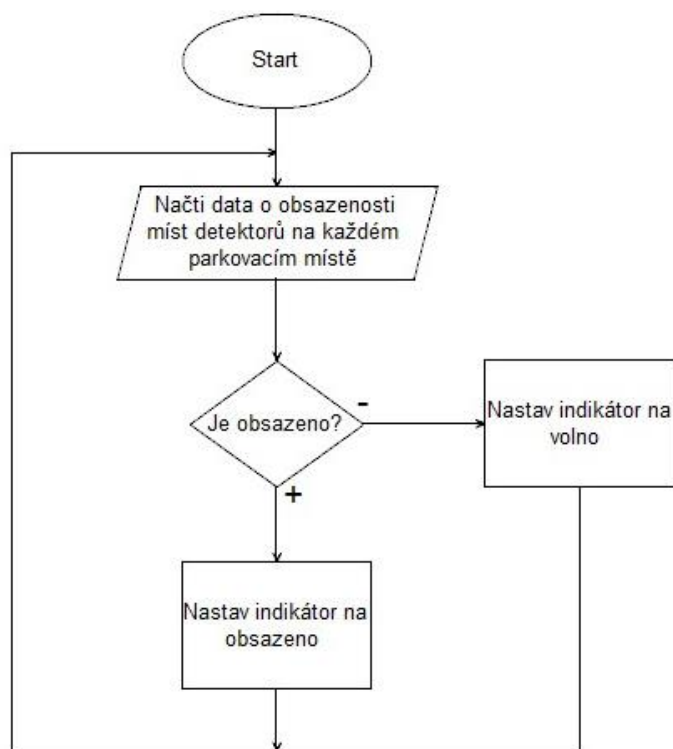 Start
Načti data o obsazenosti
míst detektorů na každém
parkovacím místě
Je obsazeno?
-
Nastav indikátor na
volno
+
Nastav indikátor na
obsazeno